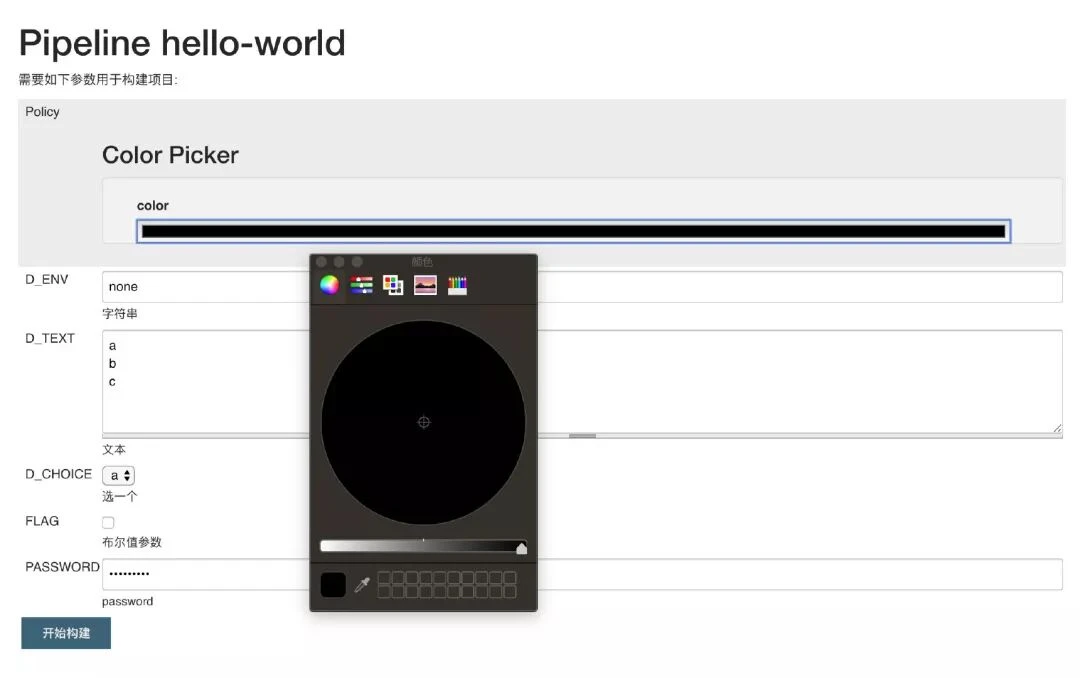 Pipeline hello-world
需要如下参数用于构建项目:
Policy
Color Picker
color
颜色
D_ENV
none
字符串
D_TEXT
a
b
c
文本
D_CHOICE
a
选一个
FLAG
布尔值参数
PASSWORD
•••••••••
password
开始构建